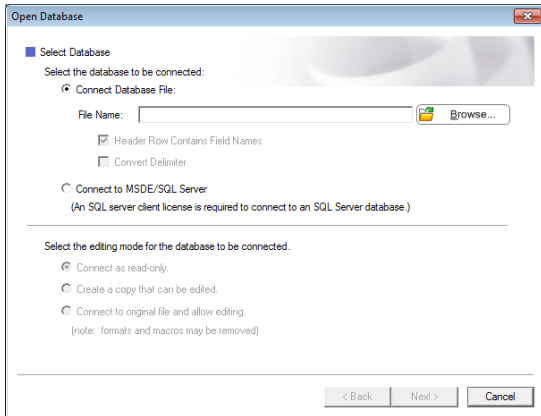 Open Database
Select Database
Select the database to be connected:
Connect Database File:
File Name:
Browse...
Header Row Contains Field Names
Convert Delimiter
Connect to MSDE/SQL Server
(An SQL server client license is required to connect to an SQL Server database.)
Select the editing mode for the database to be connected.
Connect as read-only.
Create a copy that can be edited.
Connect to original file and allow editing.
(note: formats and macros may be removed)
< Back Next > Cancel